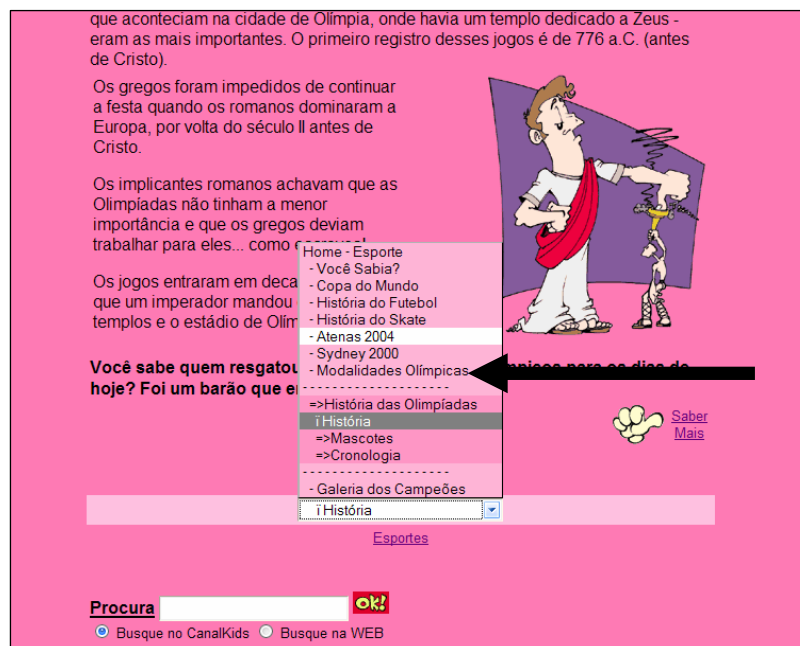 que aconteciam na cidade de Olímpia, onde havia um templo dedicado a Zeus -
eram as mais importantes. O primeiro registro desses jogos é de 776 a.C. (antes
de Cristo).
Os gregos foram impedidos de continuar
a festa quando os romanos dominaram a
Europa, por volta do século II antes de
Cristo.
Os implicantes romanos achavam que as
Olimpíadas não tinham a menor
importância e que os gregos deviam
trabalhar para eles... como
Os jogos entraram em
que um imperador mandou
templos e o estádio de
Você sabe quem para os dias de
hoje? Foi um barão que
Home - Esporte
- Você Sabia?
- Copa do Mundo
- História do Futebol
- História do Skate
- Atenas 2004
- Sydney 2000
- Modalidades Olímpicas
- - - - - - - - - - - - - - - - - - -
=>História das Olimpíadas
ï História
=>Mascotes
=>Cronologia
- - - - - - - - - - - - - - - - - - -
- Galeria dos Campeões
ï História
Saber
Mais
Esportes
Procura ok!
Busque no CanalKids Busque na WEB